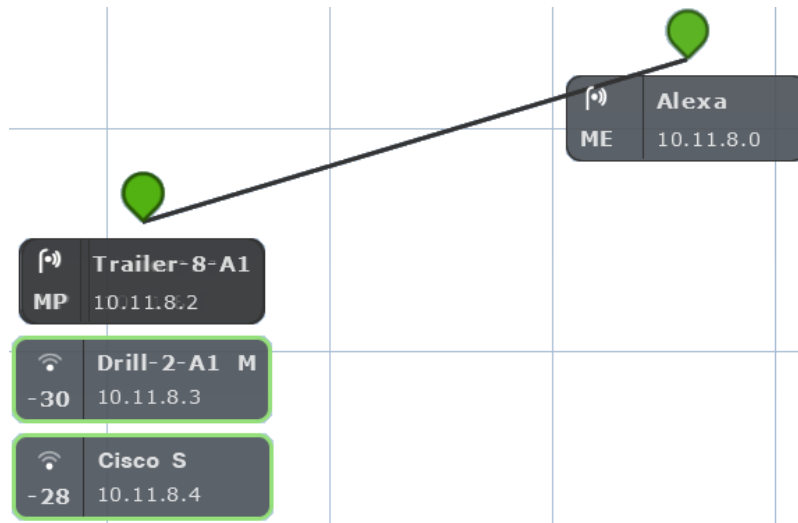 Alexa
ME 10.11.8.0
Trailer-8-A1
MP 10.11.8.2
Drill-2-A1 M
-30 10.11.8.3
Cisco S
-28 10.11.8.4